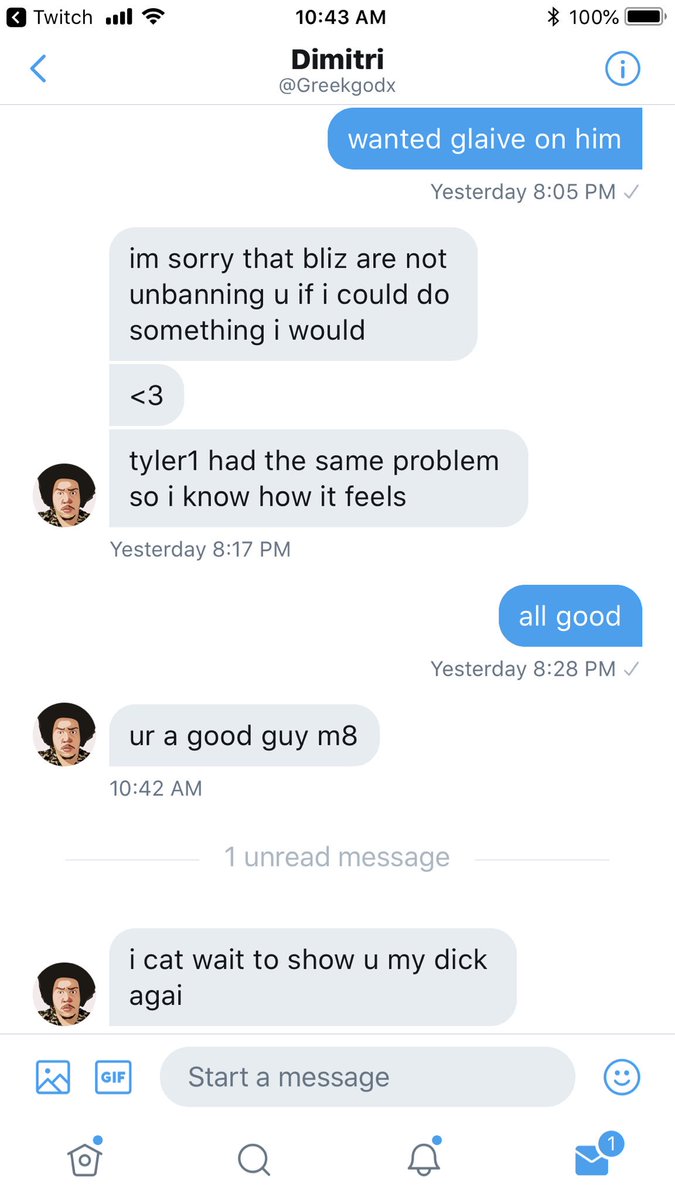 Twitch 10:43 AM 100%
Dimitri
@Greekgodx
wanted glaive on him
Yesterday 8:05 PM ✓
im sorry that bliz are not
unbanning u if i could do
something i would
<3
tyler1 had the same problem
so i know how it feels
Yesterday 8:17 PM
all good
Yesterday 8:28 PM ✓
ur a good guy m8
10:42 AM
1 unread message
i cat wait to show u my dick
agai
GIF Start a message
1